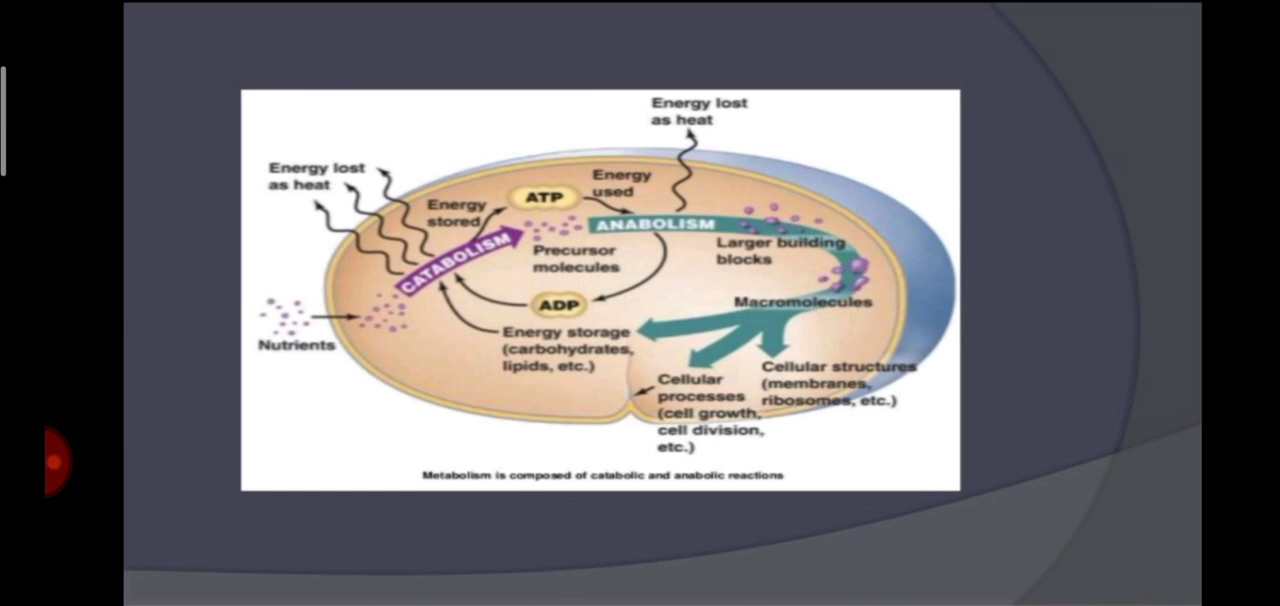 Energy lost
as heat
Energy lost
as heat
Energy
stored
ATP
Energy
used
CATABOLISM
ANABOLISM
Precursor
molecules
Larger building
blocks
ADP
Macromolecules
Nutrients
Energy storage
(carbohydrates,
lipids, etc.)
Cellular
processes
(cell growth,
cell division,
etc.)
Cellular structures
(membranes,
ribosomes, etc.)
Metabolism is composed of catabolic and anabolic reactions